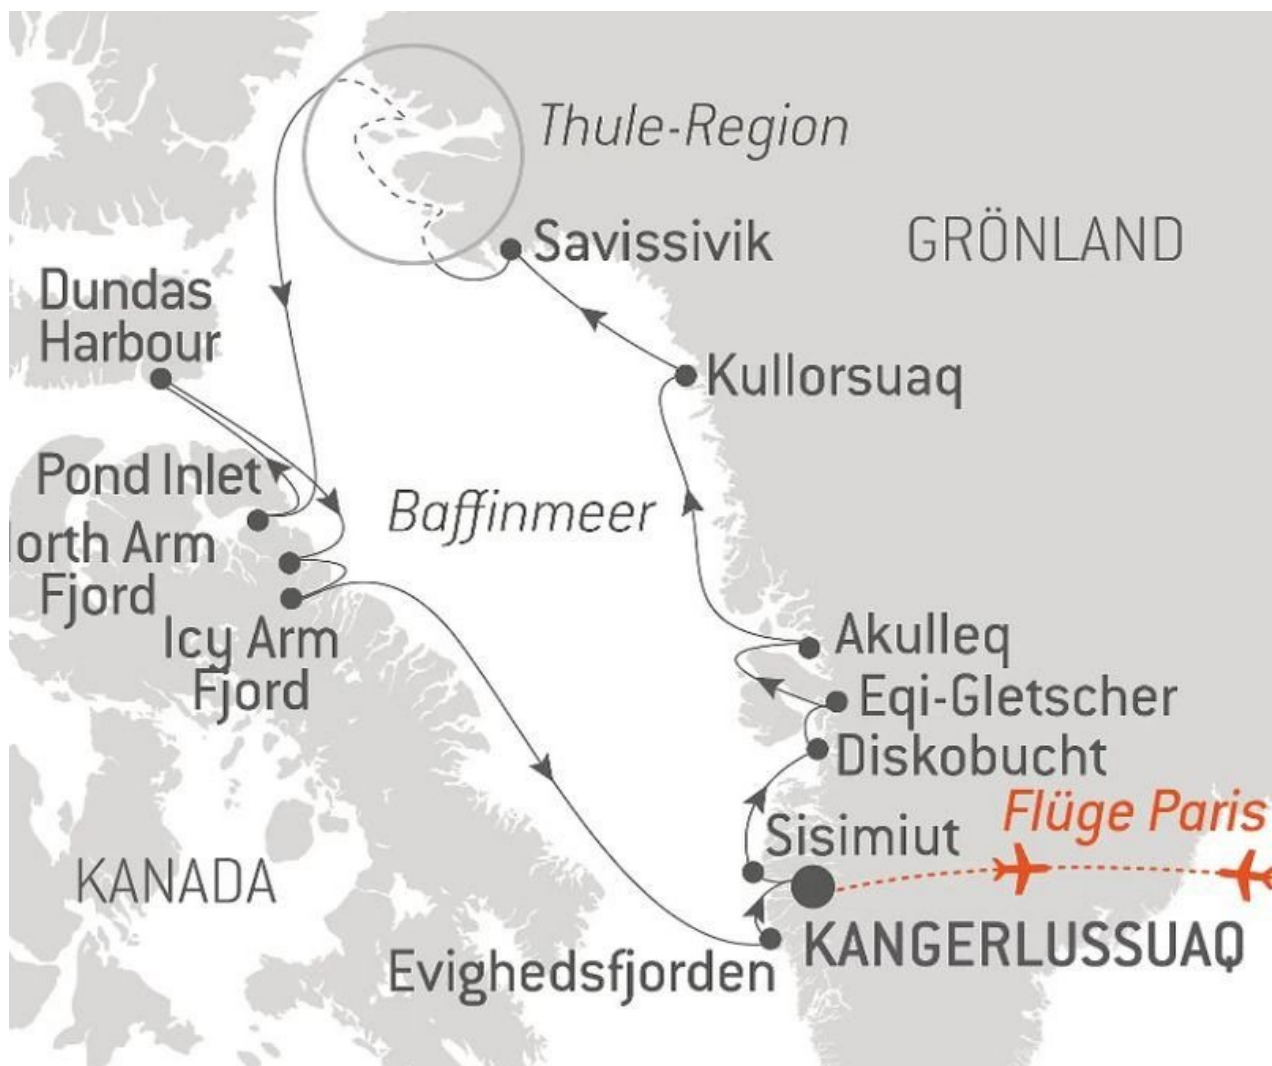 Thule-Region
Savissivik
GRÖNLAND
Dundas
Harbour
Kullorsuaq
Pond Inlet
Baffinmeer
orth Arm
Fjord
Icy Arm
Fjord
Akulleq
Eqi-Gletscher
Diskobucht
Flüge Paris
Sisimiut
KANADA
KANGERLUSSUAQ
Evighedsfjorden